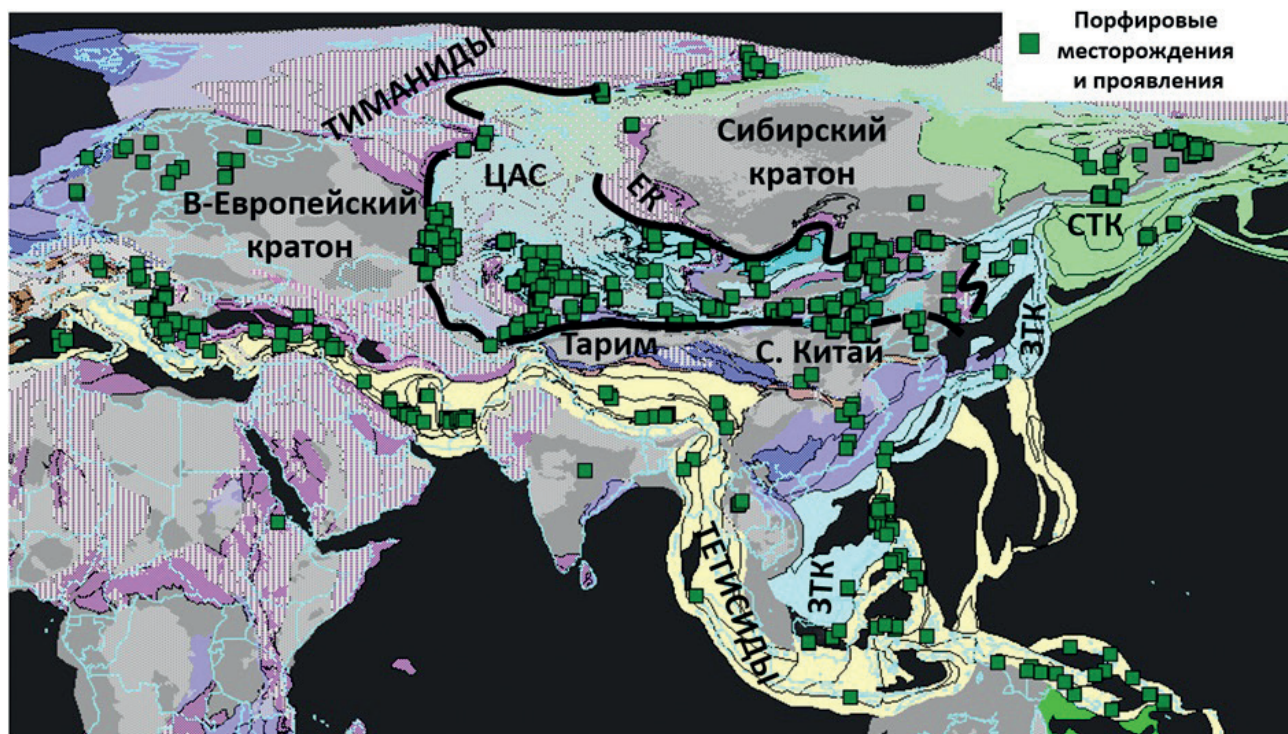 Порфировые
месторождения
и проявления
ТИМАНИДЫ
Сибирский
кратон
ЦАС
ЕК
В-Европейский
кратон
СТК
ЗТК
Тарим
С. Китай
ТЕТИСИДЫ
ЗТК